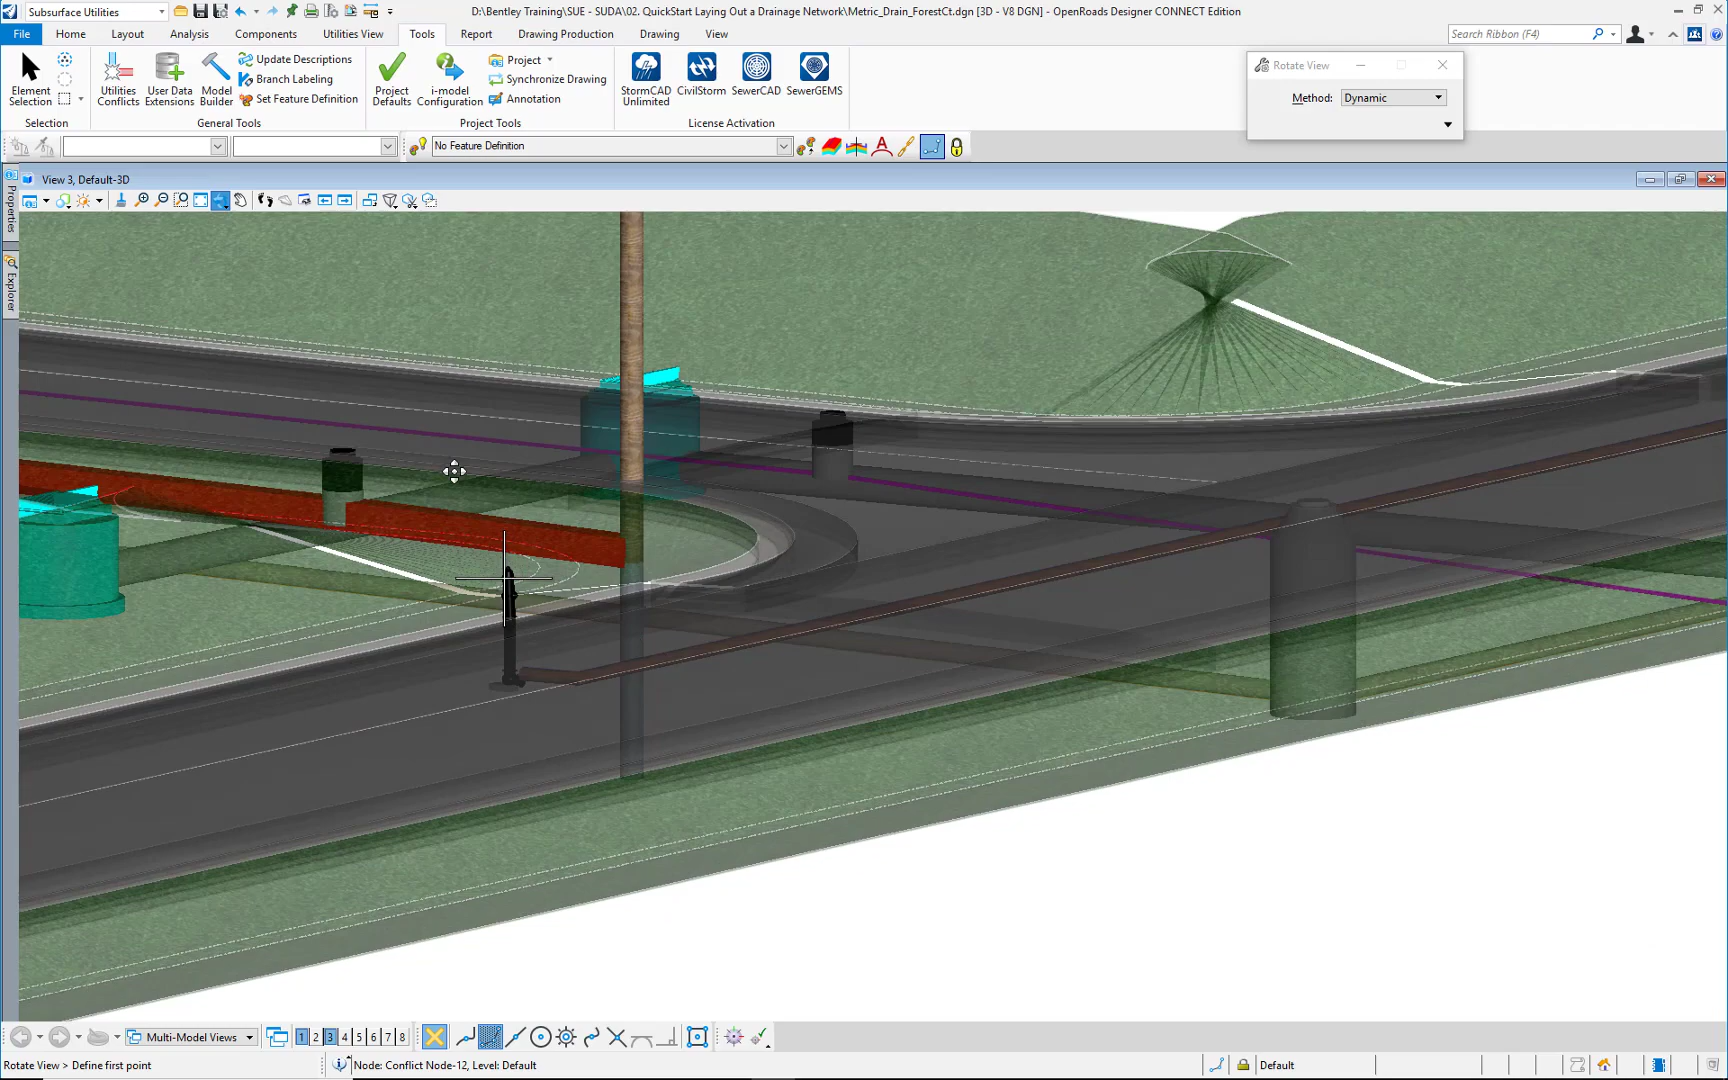 Subsurface Utilities
D:\Bentley Training\SUE - SUDA\02. QuickStart Laying Out a Drainage Network\Metric_Drain_ForestCt.dgn [3D - V8 DGN] - OpenRoads Designer CONNECT Edition
File Home Layout Analysis Components Utilities View Tools Report Drawing Production Drawing View
Search Ribbon (F4)
Element Selection
Selection
Utilities Conflicts
User Data Extensions
Model Builder
Update Descriptions
Branch Labeling
Set Feature Definition
General Tools
Project Defaults
i-model Configuration
Project
Synchronize Drawing
Annotation
Project Tools
StormCAD Unlimited
CivilStorm
SewerCAD
SewerGEMS
License Activation
Rotate View
Method: Dynamic
No Feature Definition
View 3, Default-3D
Properties
Explorer
Multi-Model Views
1 2 3 4 5 6 7 8
Rotate View > Define first point
Node: Conflict Node-12, Level: Default
Default